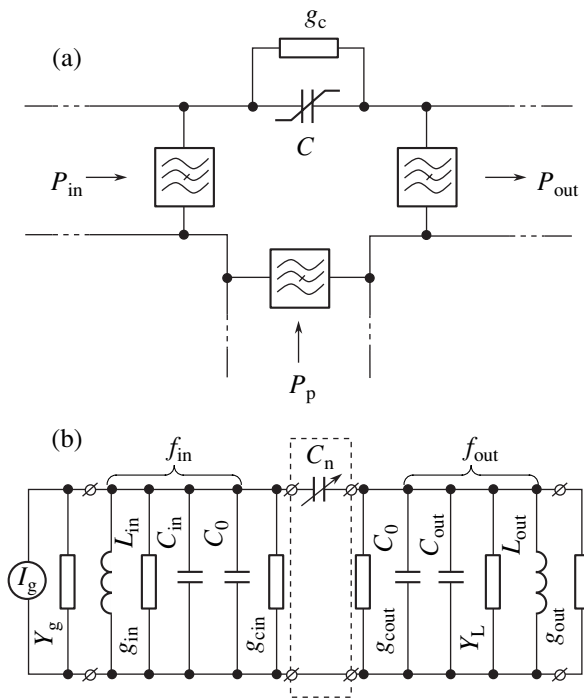 g_c
(a)
C
P_in
P_out
P_p
(b)
f_in
C_n
f_out
I_g
Y_g
L_in
g_in
C_in
C_0
g_cin
g_cout
C_0
C_out
Y_L
L_out
g_out